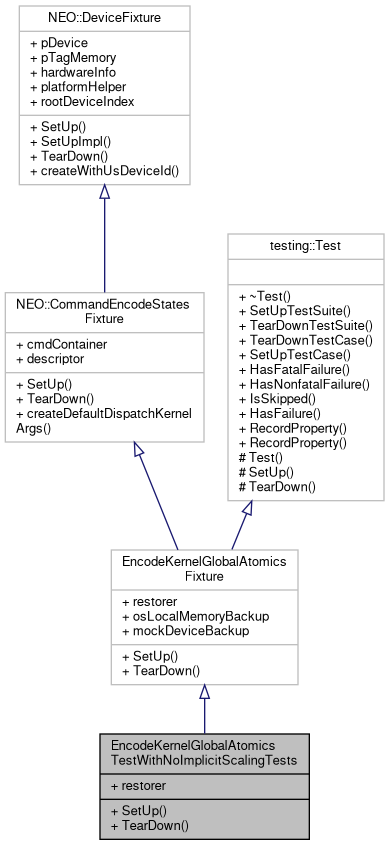 NEO::DeviceFixture
+ pDevice
+ pTagMemory
+ hardwareInfo
+ platformHelper
+ rootDeviceIndex
+ SetUp()
+ SetUpImpl()
+ TearDown()
+ createWithUsDeviceId()
testing::Test
+ ~Test()
+ SetUpTestSuite()
+ TearDownTestSuite()
+ TearDownTestCase()
+ SetUpTestCase()
+ HasFatalFailure()
+ HasNonfatalFailure()
+ IsSkipped()
+ HasFailure()
+ RecordProperty()
+ RecordProperty()
# Test()
# SetUp()
# TearDown()
NEO::CommandEncodeStates
Fixture
+ cmdContainer
+ descriptor
+ SetUp()
+ TearDown()
+ createDefaultDispatchKernel
Args()
EncodeKernelGlobalAtomics
Fixture
+ restorer
+ osLocalMemoryBackup
+ mockDeviceBackup
+ SetUp()
+ TearDown()
EncodeKernelGlobalAtomics
TestWithNoImplicitScalingTests
+ restorer
+ SetUp()
+ TearDown()